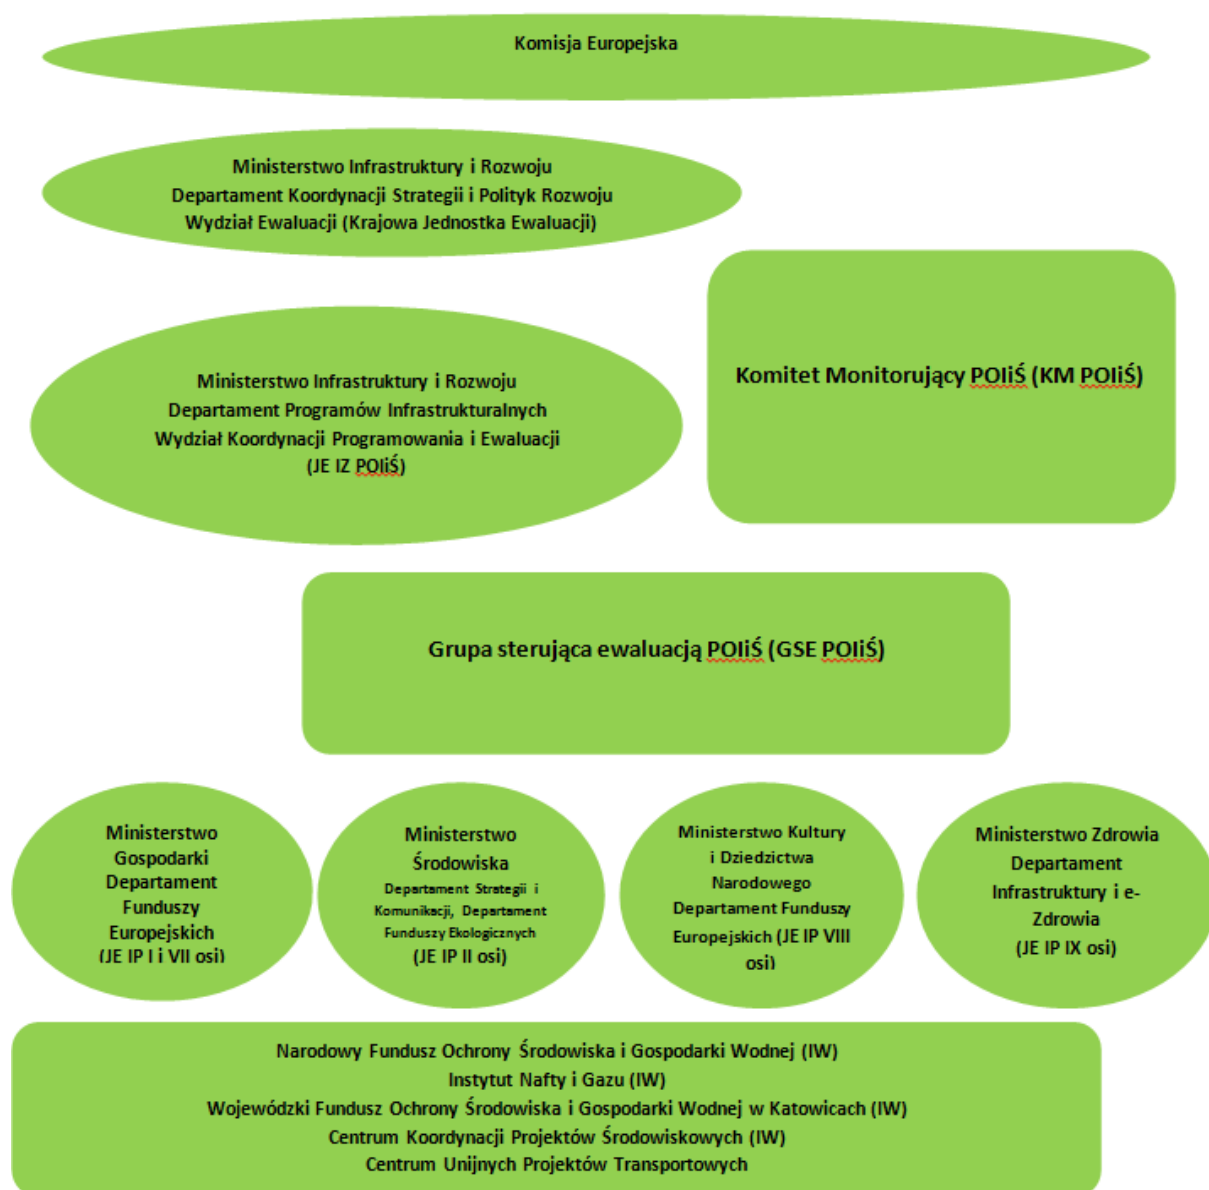 Komisja Europejska
Ministerstwo Infrastruktury i Rozwoju
Departament Koordynacji Strategii i Polityk Rozwoju
Wydział Ewaluacji (Krajowa Jednostka Ewaluacji)
Komitet Monitorujący POIiŚ (KM POIiŚ)
Ministerstwo Infrastruktury i Rozwoju
Departament Programów Infrastrukturalnych
Wydział Koordynacji Programowania i Ewaluacji
(JE IZ POIiŚ)
Grupa sterująca ewaluacją POIiŚ (GSE POIiŚ)
Ministerstwo
Gospodarki
Departament
Funduszy
Europejskich
(JE IP I i VII osi)
Ministerstwo
Środowiska
Departament Strategii i
Komunikacji, Departament
Funduszy Ekologicznych
(JE IP II osi)
Ministerstwo Kultury
i Dziedzictwa
Narodowego
Departament Funduszy
Europejskich (JE IP VIII
osi)
Ministerstwo Zdrowia
Departament
Infrastruktury i e-
Zdrowia
(JE IP IX osi)
Narodowy Fundusz Ochrony Środowiska i Gospodarki Wodnej (IW)
Instytut Nafty i Gazu (IW)
Wojewódzki Fundusz Ochrony Środowiska i Gospodarki Wodnej w Katowicach (IW)
Centrum Koordynacji Projektów Środowiskowych (IW)
Centrum Unijnych Projektów Transportowych